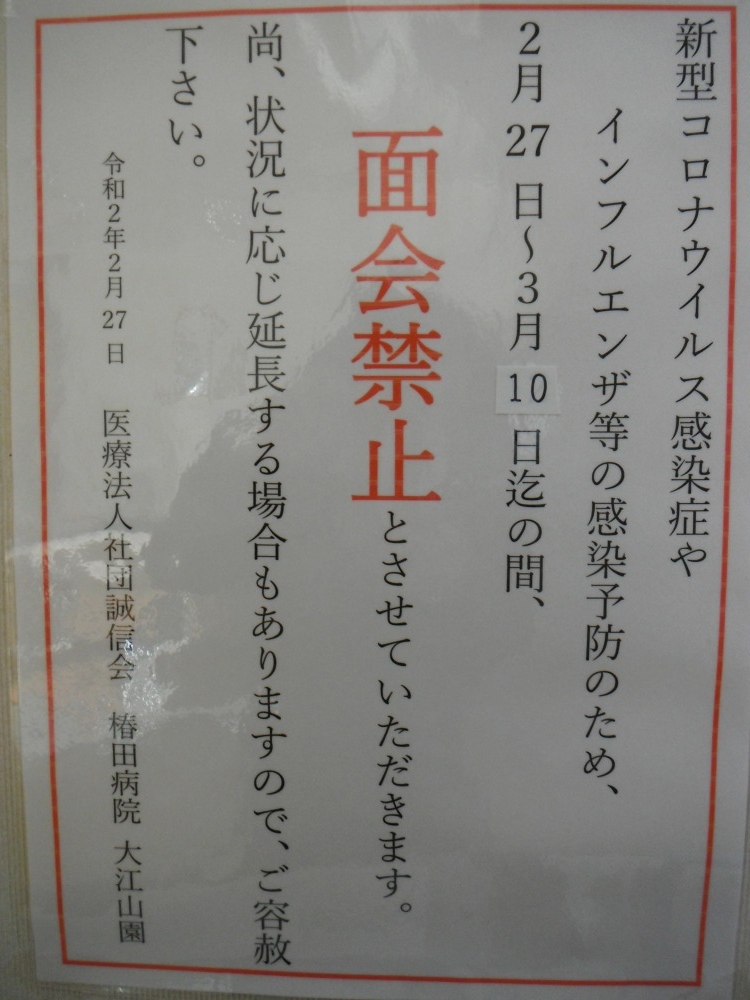 新型コロナウイルス感染症や
インフルエンザ等の感染予防のため、
2月27日～3月10日迄の間、
面会禁止とさせていただきます。
尚、状況に応じ延長する場合もありますので、ご容赦
下さい。
令和2年2月27日　医療法人社団誠信会　椿田病院 大江山園